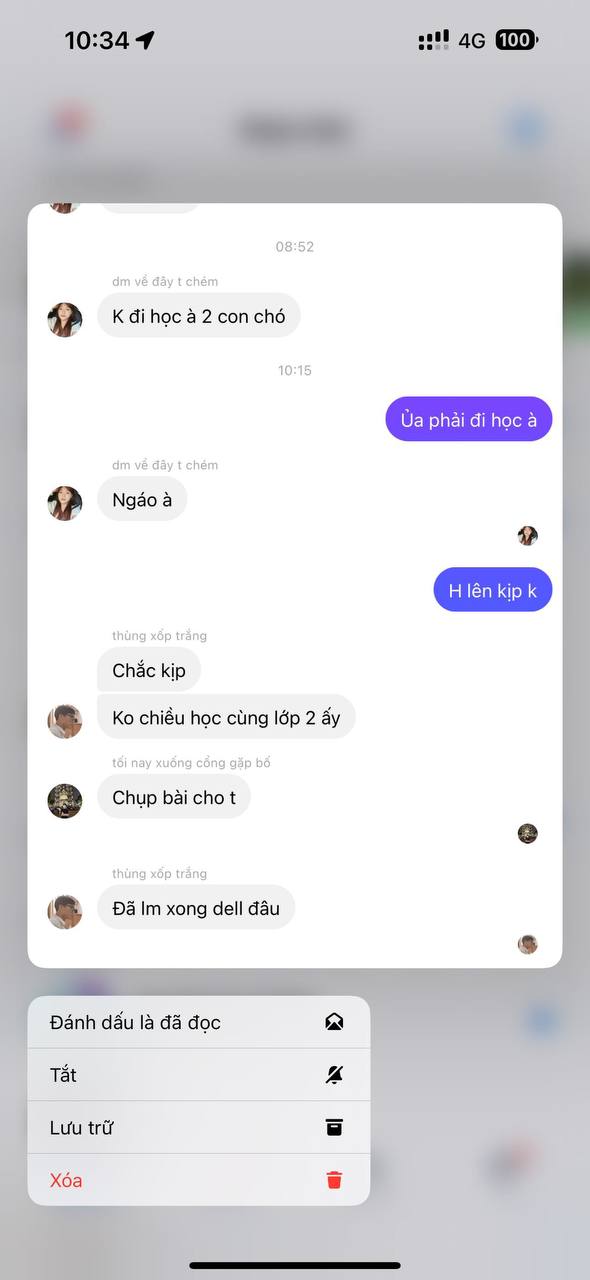 10:34
4G
100
08:52
dm về đây t chém
K đi học à 2 con chó
10:15
Ủa phải đi học à
dm về đây t chém
Ngáo à
H lên kịp k
thùng xốp trắng
Chắc kịp
Ko chiều học cùng lớp 2 ấy
tối nay xuống cổng gặp bố
Chụp bài cho t
thùng xốp trắng
Đã lm xong dell đâu
Đánh dấu là đã đọc
Tắt
Lưu trữ
Xóa